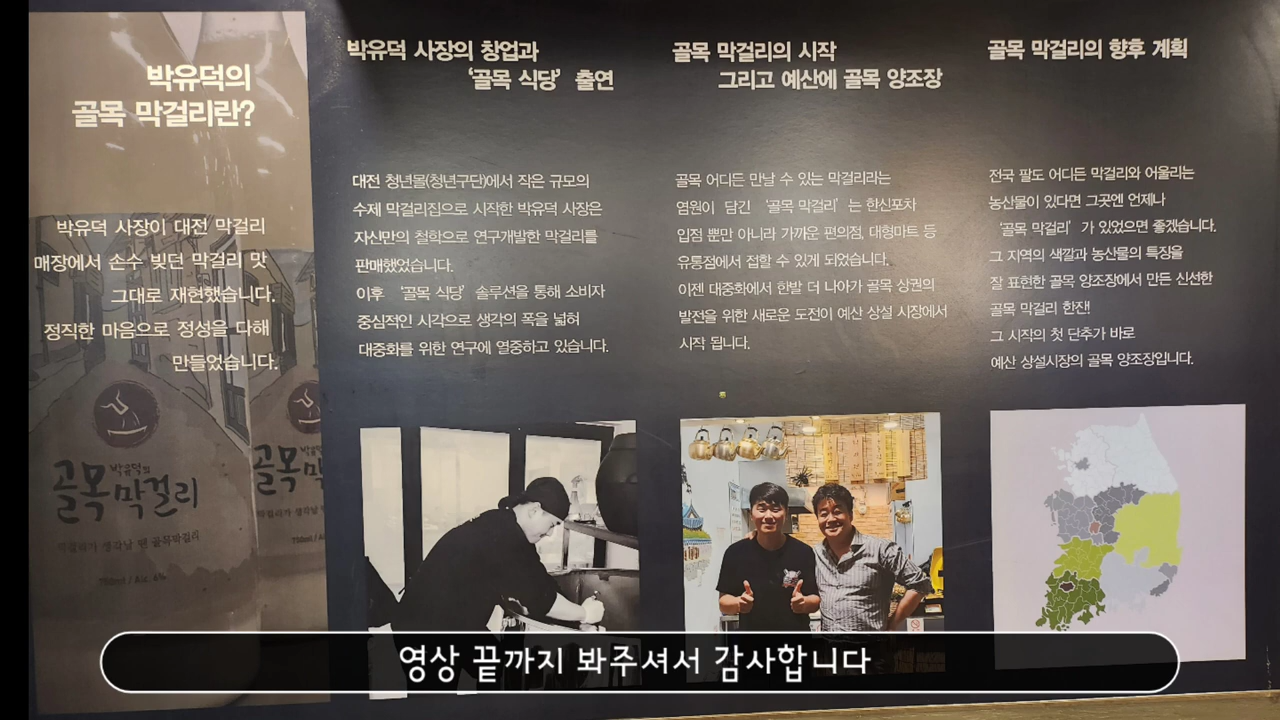 박유덕의
골목 막걸리란?
박유덕 사장이 대전 막걸리
매장에서 손수 빚던 막걸리 맛
그대로 재현했습니다.
정직한 마음으로 정성을 다해
만들었습니다.
박유덕의
골목
막걸리
막걸리가 생각날 땐 골목막걸리
750ml / Alc. 6%
박유덕 사장의 창업과
‘골목 식당’ 출연
대전 청년몰(청년구단)에서 작은 규모의
수제 막걸리집으로 시작한 박유덕 사장은
자신만의 철학으로 연구개발한 막걸리를
판매했었습니다.
이후 ‘골목 식당’ 솔루션을 통해 소비자
중심적인 시각으로 생각의 폭을 넓혀
대중화를 위한 연구에 열중하고 있습니다.
골목 막걸리의 시작
그리고 예산에 골목 양조장
골목 어디든 만날 수 있는 막걸리라는
염원이 담긴 ‘골목 막걸리’ 는 한신포차
입점 뿐만 아니라 가까운 편의점, 대형마트 등
유통점에서 접할 수 있게 되었습니다.
이젠 대중화에서 한발 더 나아가 골목 상권의
발전을 위한 새로운 도전이 예산 상설 시장에서
시작 됩니다.
골목 막걸리의 향후 계획
전국 팔도 어디든 막걸리와 어울리는
농산물이 있다면 그곳엔 언제나
‘골목 막걸리’ 가 있었으면 좋겠습니다.
그 지역의 색깔과 농산물의 특징을
잘 표현한 골목 양조장에서 만든 신선한
골목 막걸리 한잔!
그 시작의 첫 단추가 바로
예산 상설시장의 골목 양조장입니다.
영상 끝까지 봐주셔서 감사합니다